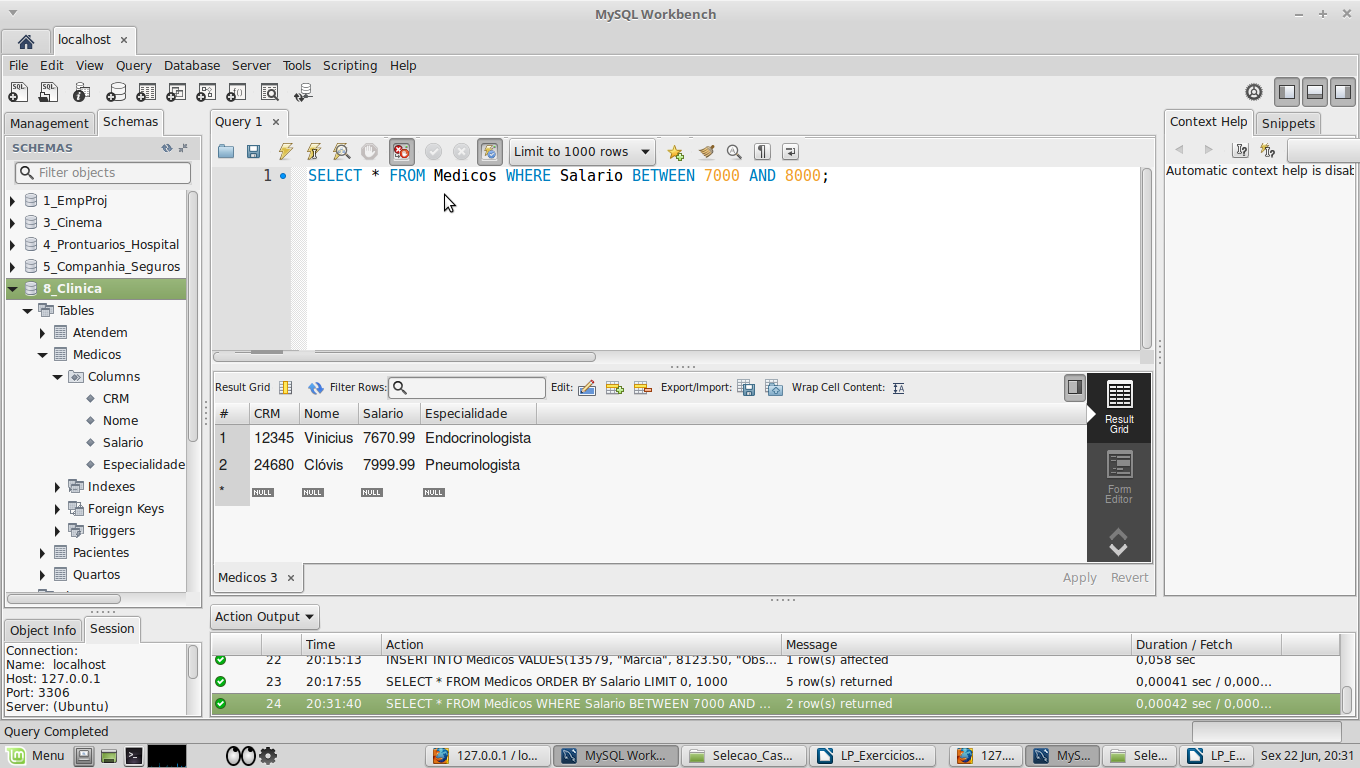 MySQL Workbench
localhost ×
File Edit View Query Database Server Tools Scripting Help
Management Schemas
Query 1 ×
Context Help Snippets
SCHEMAS
Limit to 1000 rows
Filter objects
1 SELECT * FROM Medicos WHERE Salario BETWEEN 7000 AND 8000;
Automatic context help is disab
1_EmpProj
3_Cinema
4_Prontuarios_Hospital
5_Companhia_Seguros
8_Clinica
Tables
Atendem
Medicos
Columns
CRM
Nome
Salario
Especialidade
Indexes
Foreign Keys
Triggers
Pacientes
Quartos
Result Grid Filter Rows: Edit: Export/Import: Wrap Cell Content:
# CRM Nome Salario Especialidade
1 12345 Vinicius 7670.99 Endocrinologista
2 24680 Clóvis 7999.99 Pneumologista
* NULL NULL NULL NULL
Result
Grid
Form
Editor
Medicos 3 ×
Apply Revert
Object Info Session
Connection:
Name: localhost
Host: 127.0.0.1
Port: 3306
Server: (Ubuntu)
Action Output
Time Action Message Duration / Fetch
22 20:15:13 INSERT INTO Medicos VALUES(13579, "Marcia", 8123.50, "Obs... 1 row(s) affected 0,058 sec
23 20:17:55 SELECT * FROM Medicos ORDER BY Salario LIMIT 0, 1000 5 row(s) returned 0,00041 sec / 0,000...
24 20:31:40 SELECT * FROM Medicos WHERE Salario BETWEEN 7000 AND ... 2 row(s) returned 0,00042 sec / 0,000...
Query Completed
Menu 127.0.0.1 / lo... MySQL Work... Selecao_Cas... LP_Exercicios... 127.... MyS... Sele... LP_E... Sex 22 Jun, 20:31